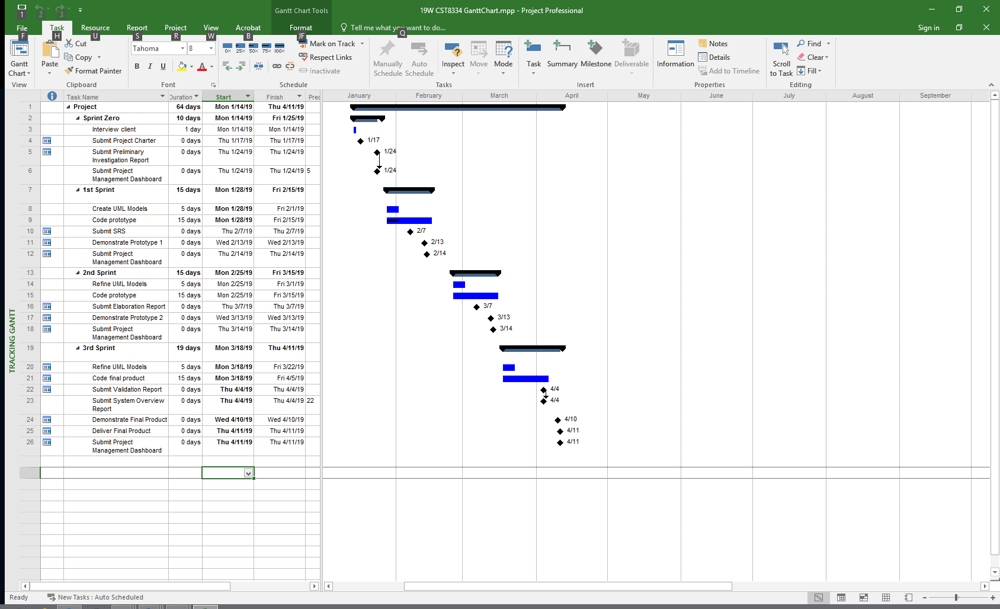 1 2 3
Gantt Chart Tools
19W CST8334 GanttChart.mpp - Project Professional
File Task Resource Report Project View Acrobat Format Tell me what you want to do... Sign in
F H U S R W B JF Q
Gantt Chart
View
Paste
Cut
Copy
Format Painter
Clipboard
Tahoma 8
B I U A
Font
0% 25% 50% 75% 100%
Mark on Track
Respect Links
Inactivate
Schedule
Manually Schedule
Auto Schedule
Inspect Move Mode
Tasks
Task Summary Milestone Deliverable
Insert
Information
Notes
Details
Add to Timeline
Properties
Scroll to Task
Find
Clear
Fill
Editing
Task Name Duration Start Finish Pred
January February March April May June July August September
1 Project 64 days Mon 1/14/19 Thu 4/11/19
2 Sprint Zero 10 days Mon 1/14/19 Fri 1/25/19
3 Interview client 1 day Mon 1/14/19 Mon 1/14/19
4 Submit Project Charter 0 days Thu 1/17/19 Thu 1/17/19 1/17
5 Submit Preliminary Investigation Report 0 days Thu 1/24/19 Thu 1/24/19 1/24
6 Submit Project Management Dashboard 0 days Thu 1/24/19 Thu 1/24/19 5 1/24
7 1st Sprint 15 days Mon 1/28/19 Fri 2/15/19
8 Create UML Models 5 days Mon 1/28/19 Fri 2/1/19
9 Code prototype 15 days Mon 1/28/19 Fri 2/15/19
10 Submit SRS 0 days Thu 2/7/19 Thu 2/7/19 2/7
11 Demonstrate Prototype 1 0 days Wed 2/13/19 Wed 2/13/19 2/13
12 Submit Project Management Dashboard 0 days Thu 2/14/19 Thu 2/14/19 2/14
13 2nd Sprint 15 days Mon 2/25/19 Fri 3/15/19
14 Refine UML Models 5 days Mon 2/25/19 Fri 3/1/19
15 Code prototype 15 days Mon 2/25/19 Fri 3/15/19
16 Submit Elaboration Report 0 days Thu 3/7/19 Thu 3/7/19 3/7
17 Demonstrate Prototype 2 0 days Wed 3/13/19 Wed 3/13/19 3/13
18 Submit Project Management Dashboard 0 days Thu 3/14/19 Thu 3/14/19 3/14
19 3rd Sprint 19 days Mon 3/18/19 Thu 4/11/19
20 Refine UML Models 5 days Mon 3/18/19 Fri 3/22/19
21 Code final product 15 days Mon 3/18/19 Fri 4/5/19
22 Submit Validation Report 0 days Thu 4/4/19 Thu 4/4/19 4/4
23 Submit System Overview Report 0 days Thu 4/4/19 Thu 4/4/19 22 4/4
24 Demonstrate Final Product 0 days Wed 4/10/19 Wed 4/10/19 4/10
25 Deliver Final Product 0 days Thu 4/11/19 Thu 4/11/19 4/11
26 Submit Project Management Dashboard 0 days Thu 4/11/19 Thu 4/11/19 4/11
TRACKING GANTT
Ready New Tasks : Auto Scheduled